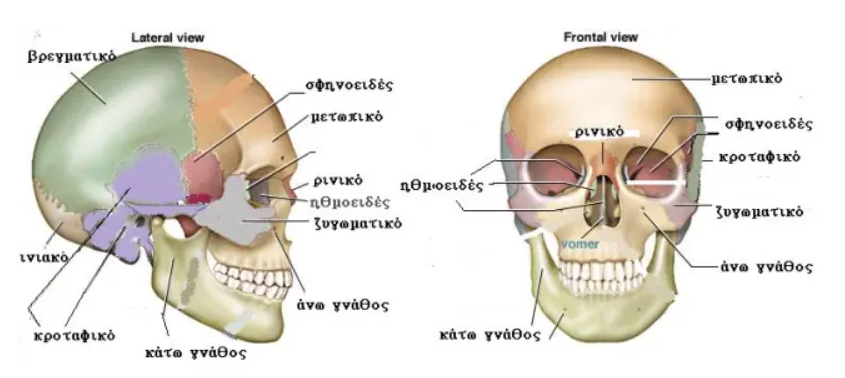 Lateral view
βρεγματικό
σφηνοειδές
μετωπικό
ρινικό
ηθμοειδές
ζυγωματικό
ινιακό
άνω γνάθος
κροταφικό
κάτω γνάθος
Frontal view
μετωπικό
ρινικό
σφηνοειδές
κροταφικό
ηθμοειδές
ζυγωματικό
vomer
άνω γνάθος
κάτω γνάθος